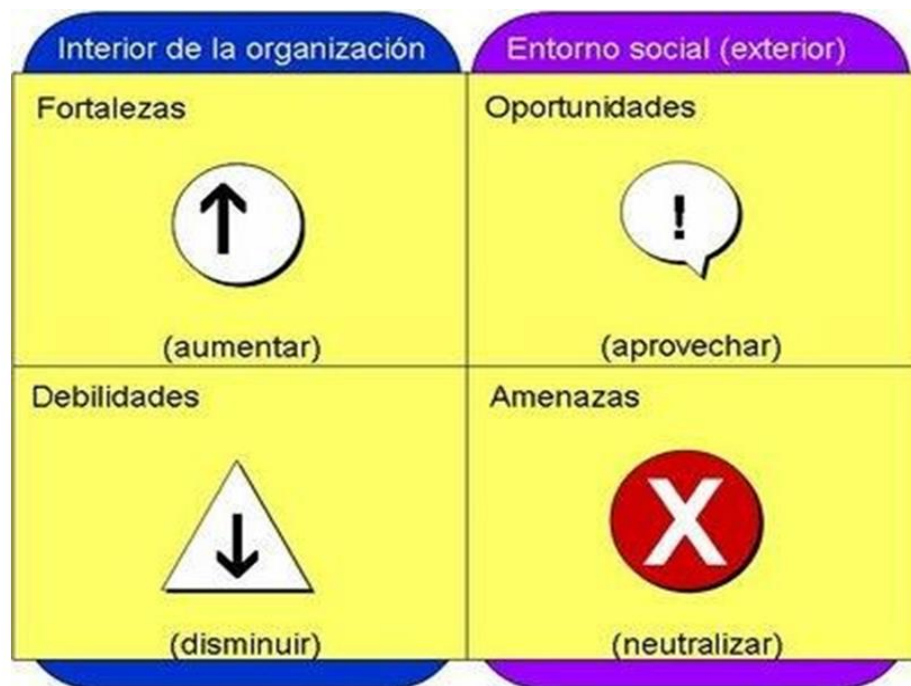 Interior de la organización
Entorno social (exterior)
Fortalezas
↑
(aumentar)
Oportunidades
!
(aprovechar)
Debilidades
↓
(disminuir)
Amenazas
X
(neutralizar)